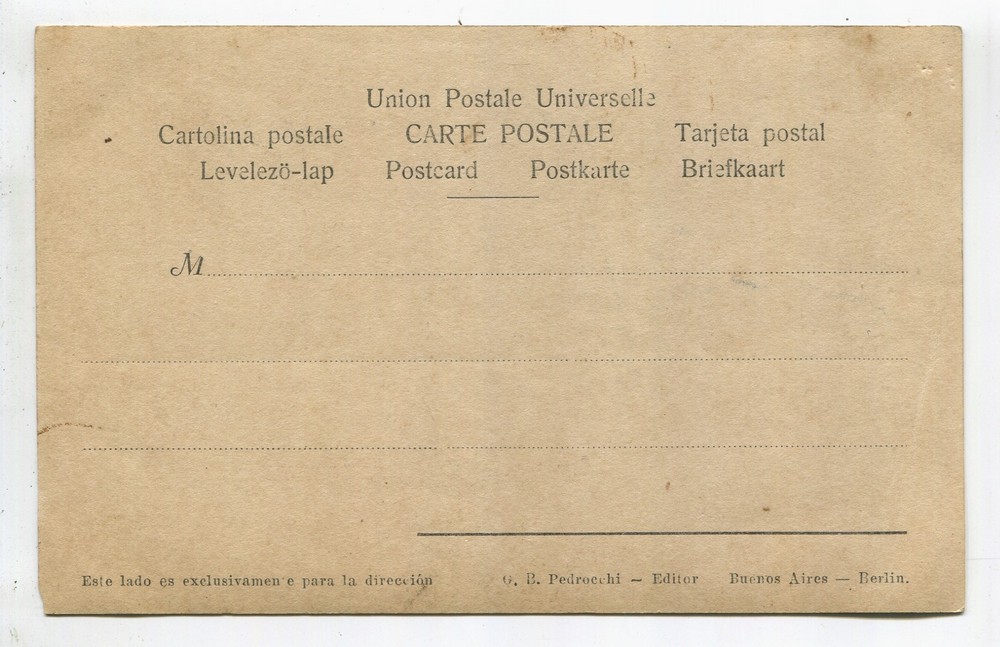 Union Postale Universelle
Cartolina postale CARTE POSTALE Tarjeta postal
Levelezö-lap Postcard Postkarte Briefkaart
M
Este lado es exclusivamente para la dirección G. B. Pedrocchi — Editor Buenos Aires — Berlin.